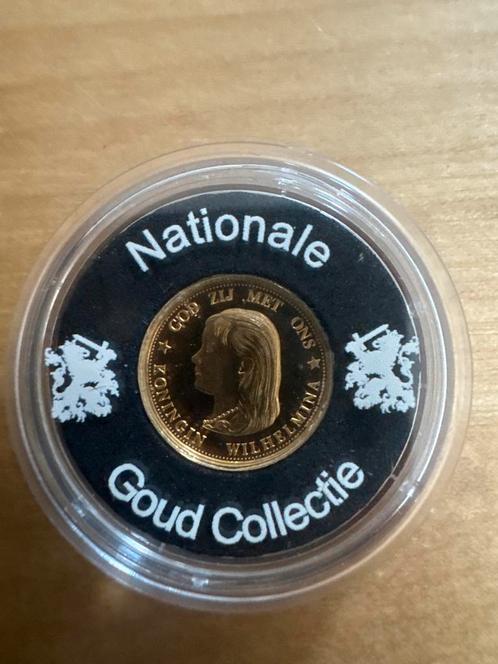 Nationale
★ GOD ZIJ MET ONS ★
KONINGIN WILHELMINA
Goud Collectie